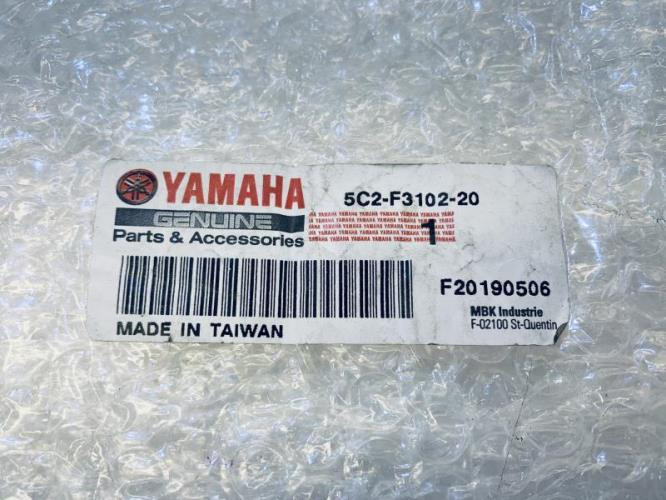 YAMAHA
GENUINE
Parts & Accessories
5C2-F3102-20
1
F20190506
MADE IN TAIWAN
MBK Industrie
F-02100 St-Quentin